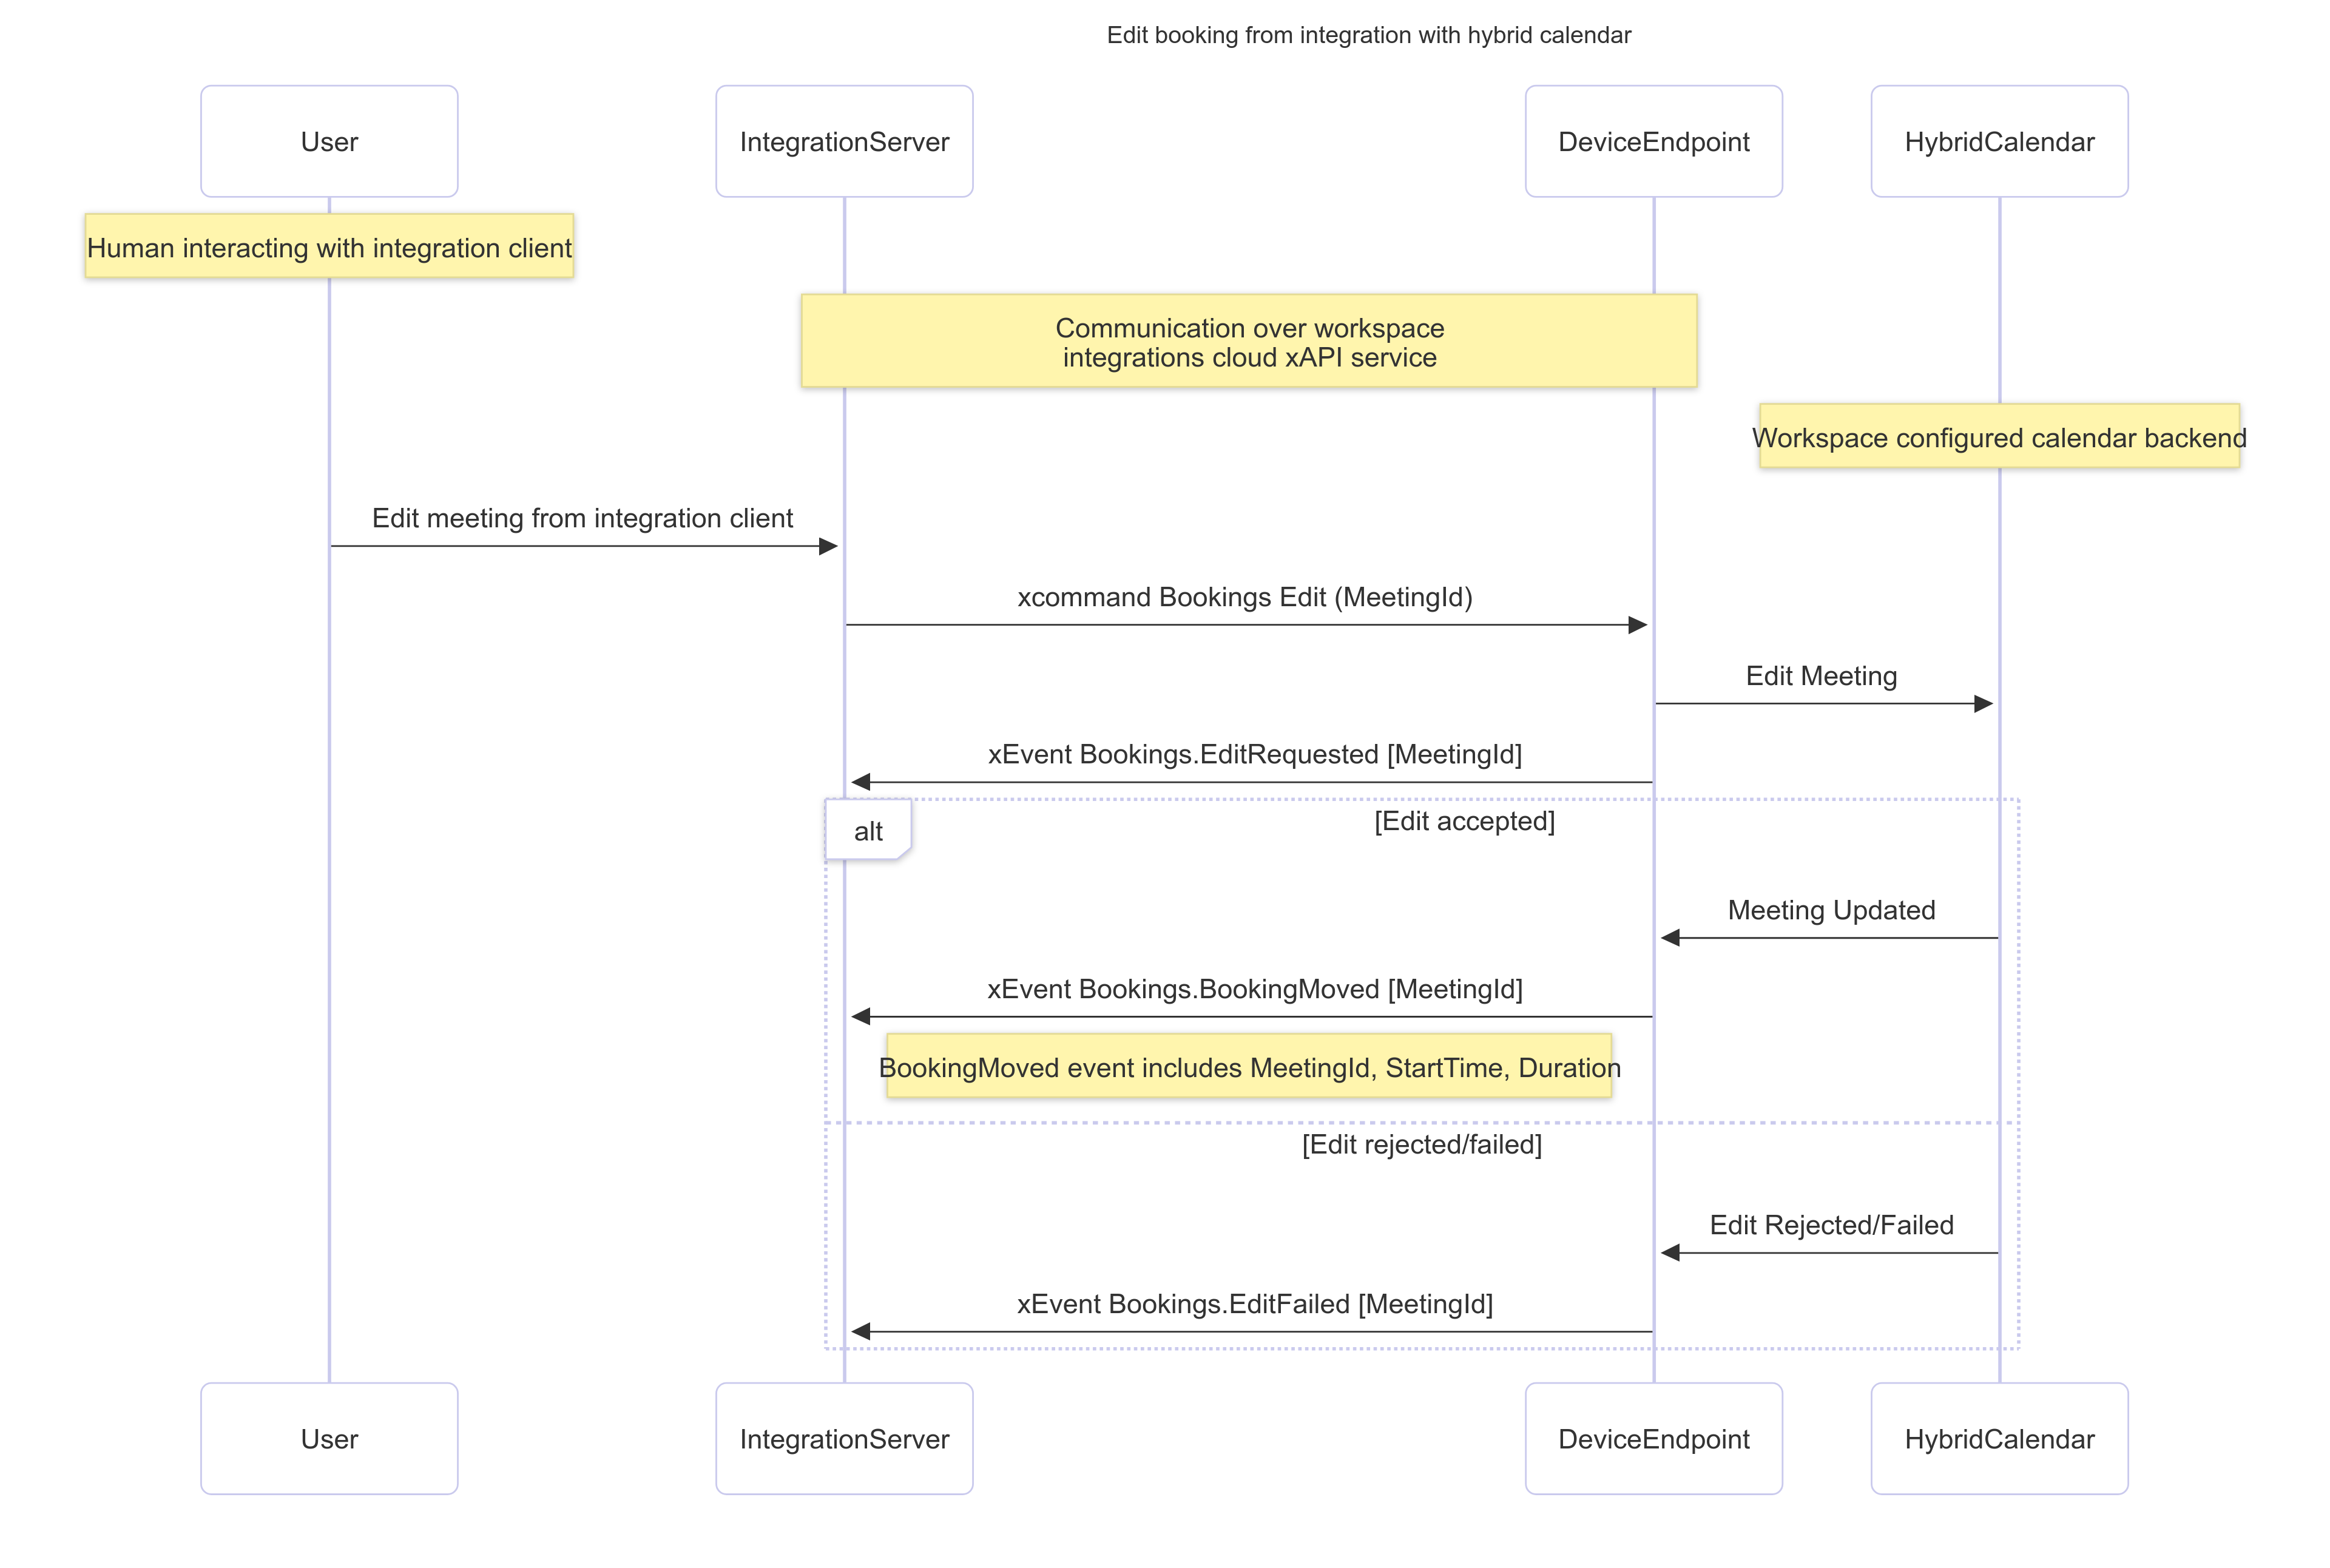 Edit booking from integration with hybrid calendar
User
IntegrationServer
DeviceEndpoint
HybridCalendar
Human interacting with integration client
Communication over workspace
integrations cloud xAPI service
Workspace configured calendar backend
Edit meeting from integration client
xcommand Bookings Edit (MeetingId)
Edit Meeting
xEvent Bookings.EditRequested [MeetingId]
alt
[Edit accepted]
Meeting Updated
xEvent Bookings.BookingMoved [MeetingId]
BookingMoved event includes MeetingId, StartTime, Duration
[Edit rejected/failed]
Edit Rejected/Failed
xEvent Bookings.EditFailed [MeetingId]
User
IntegrationServer
DeviceEndpoint
HybridCalendar